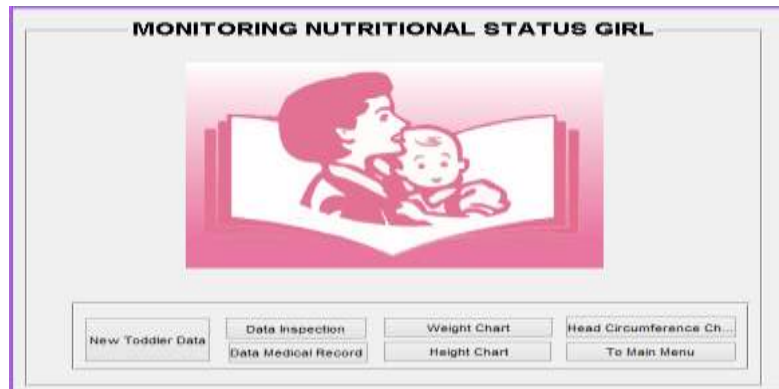 MONITORING NUTRITIONAL STATUS GIRL
New Toddler Data
Data Inspection
Weight Chart
Head Circumference Ch...
Data Medical Record
Height Chart
To Main Menu